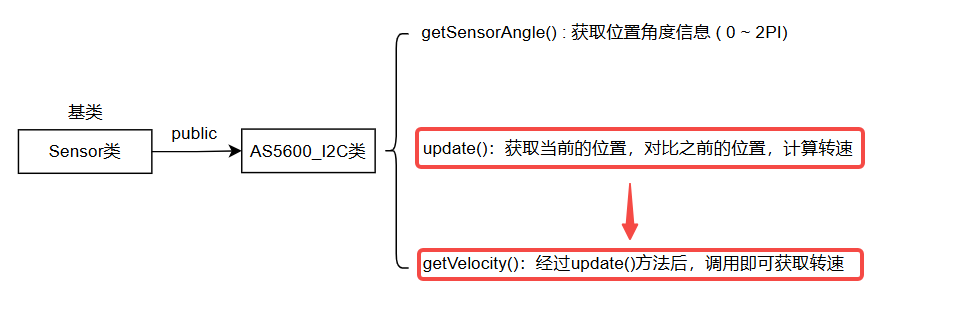 getSensorAngle() : 获取位置角度信息 ( 0 ~ 2PI)
基类
Sensor类
public
AS5600_I2C类
update()：获取当前的位置，对比之前的位置，计算转速
getVelocity()：经过update()方法后，调用即可获取转速